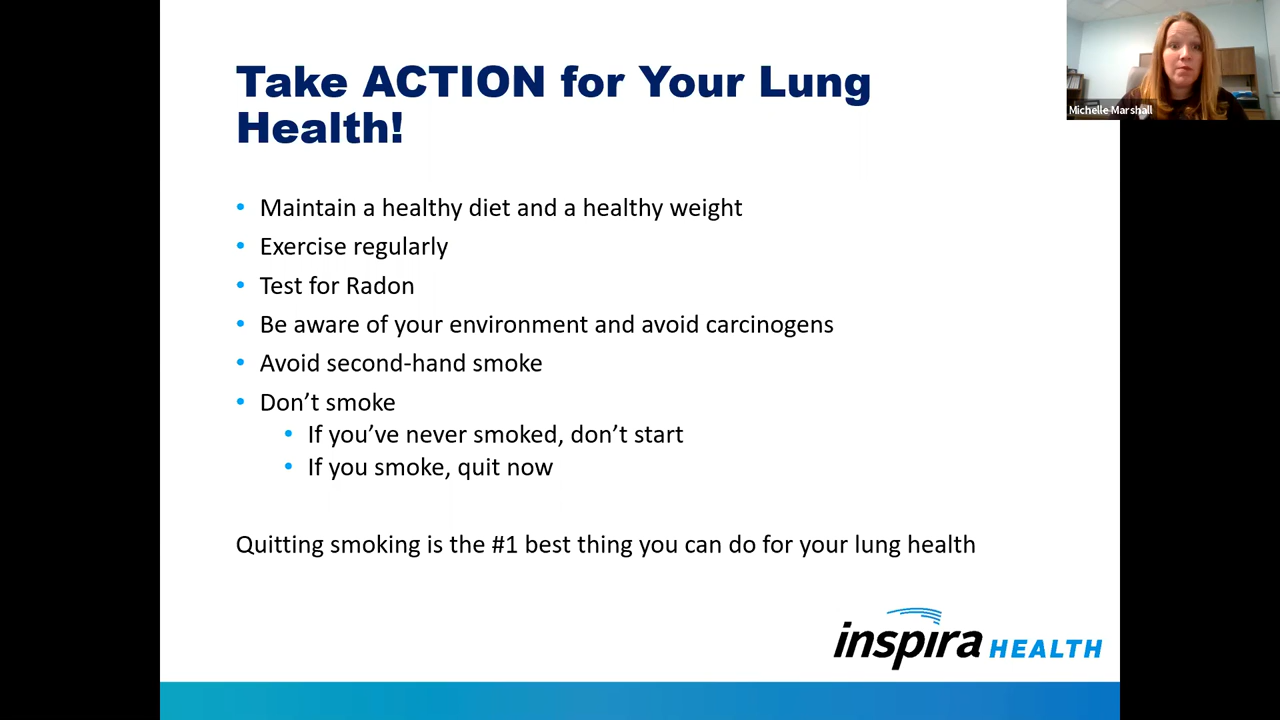 Take ACTION for Your Lung
Health!
Michelle Marshall
• Maintain a healthy diet and a healthy weight
• Exercise regularly
• Test for Radon
• Be aware of your environment and avoid carcinogens
• Avoid second-hand smoke
• Don’t smoke
• If you’ve never smoked, don’t start
• If you smoke, quit now
Quitting smoking is the #1 best thing you can do for your lung health
inspira HEALTH